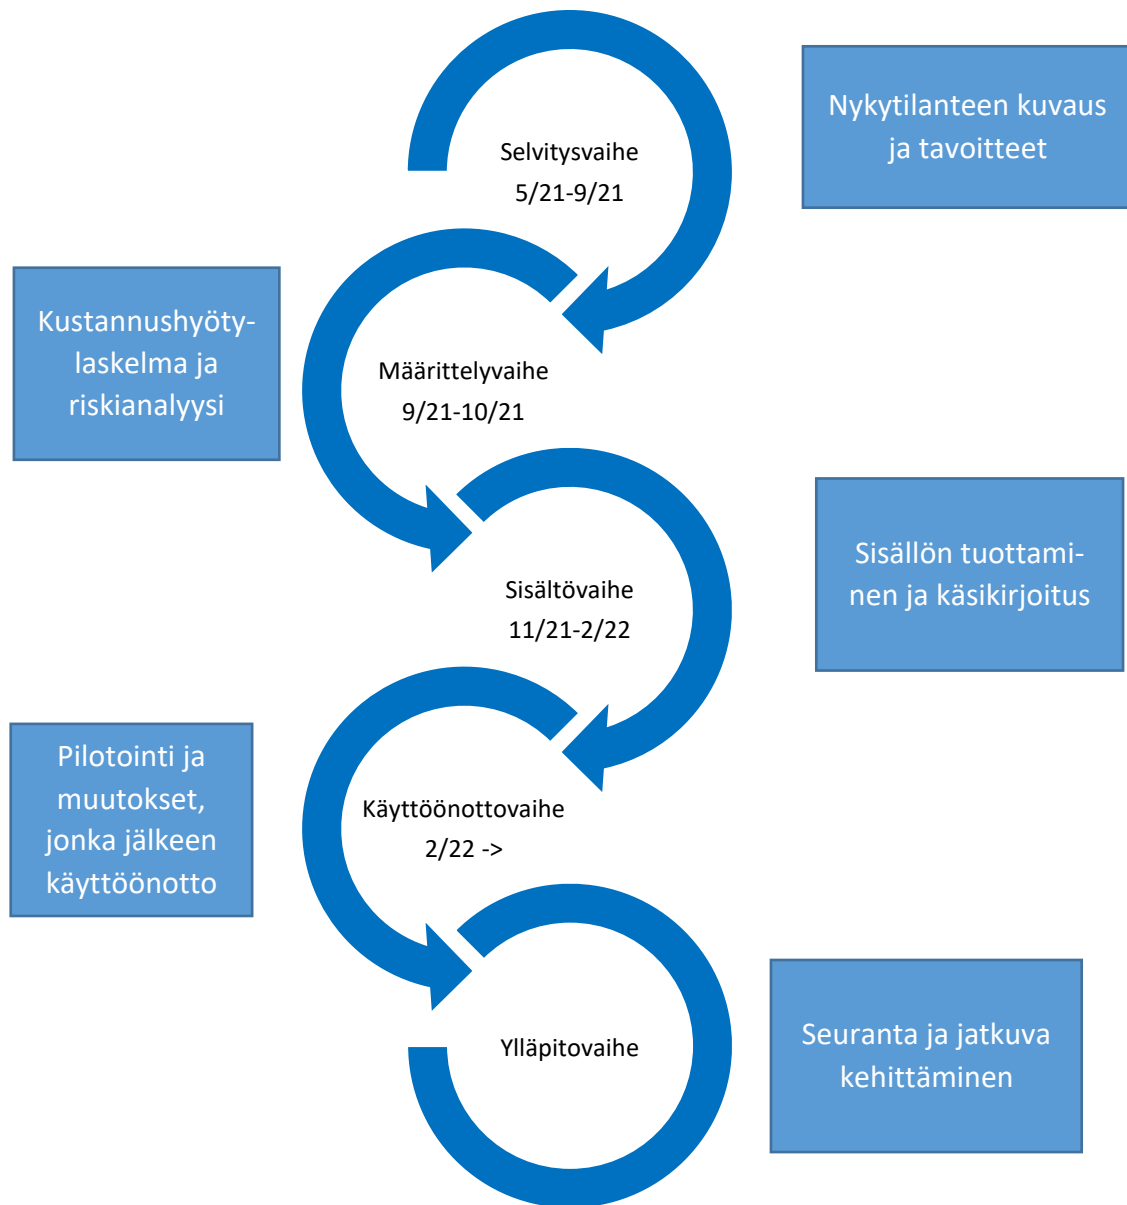 Selvitysvaihe
5/21-9/21
Nykytilanteen kuvaus
ja tavoitteet
Kustannushyöty-
laskelma ja
riskianalyysi
Määrittelyvaihe
9/21-10/21
Sisältövaihe
11/21-2/22
Sisällön tuottami-
nen ja käsikirjoitus
Pilotointi ja
muutokset,
jonka jälkeen
käyttöönotto
Käyttöönottovaihe
2/22 ->
Ylläpitovaihe
Seuranta ja jatkuva
kehittäminen